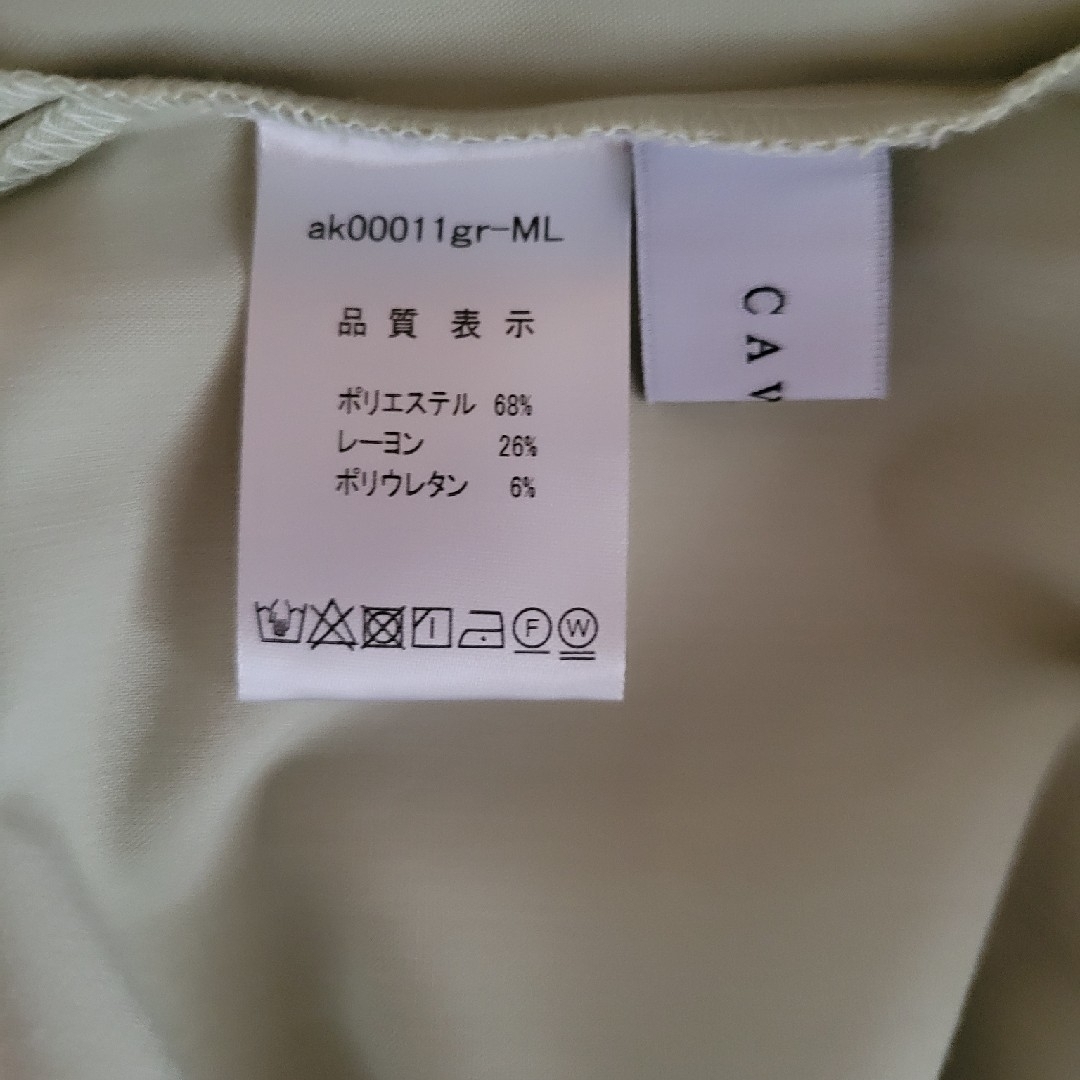 ak00011gr-ML
品質表示
ポリエステル 68%
レーヨン 26%
ポリウレタン 6%
F W
CAV